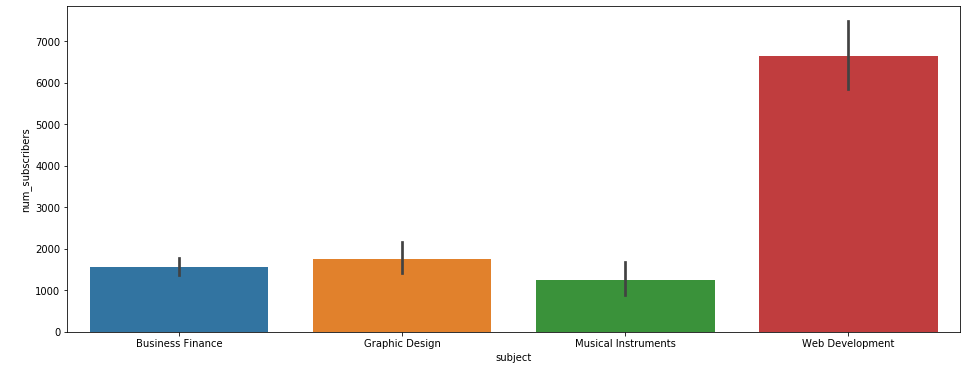 num_subscribers
7000
6000
5000
4000
3000
2000
1000
0
Business Finance
Graphic Design
Musical Instruments
Web Development
subject